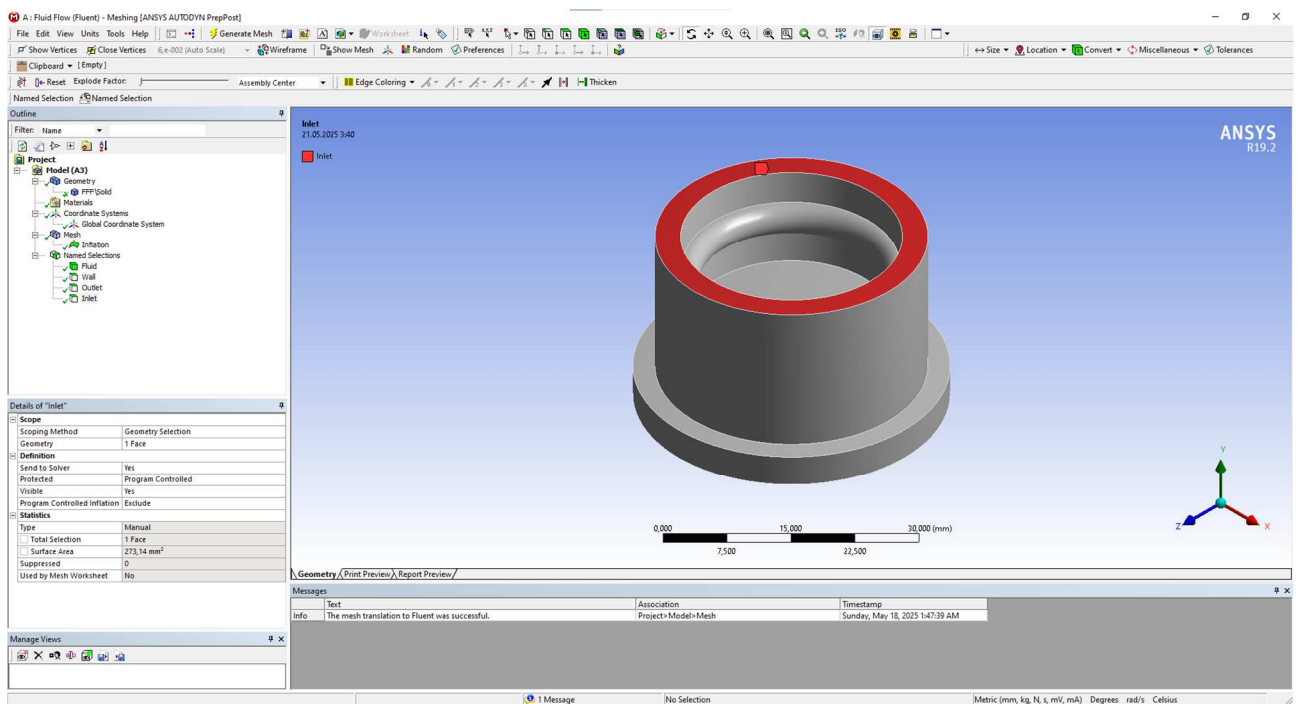 A : Fluid Flow (Fluent) - Meshing [ANSYS AUTODYN PrepPost]
File Edit View Units Tools Help Generate Mesh Worksheet
Show Vertices Close Vertices 6,e-002 (Auto Scale) Wireframe Show Mesh Random Preferences Size Location Convert Miscellaneous Tolerances
Clipboard [Empty]
Reset Explode Factor: Assembly Center Edge Coloring Thicken
Named Selection Named Selection
Outline
Filter: Name
Project
Model (A3)
Geometry
FFF\Solid
Materials
Coordinate Systems
Global Coordinate System
Mesh
Inflation
Named Selections
Fluid
Wall
Outlet
Inlet
Details of "Inlet"
Scope
Scoping Method Geometry Selection
Geometry 1 Face
Definition
Send to Solver Yes
Protected Program Controlled
Visible Yes
Program Controlled Inflation Exclude
Statistics
Type Manual
Total Selection 1 Face
Surface Area 273,14 mm²
Suppressed 0
Used by Mesh Worksheet No
Manage Views
Inlet
21.05.2025 3:40
Inlet
ANSYS
R19.2
Y
Z X
0,000 15,000 30,000 (mm)
7,500 22,500
Geometry Print Preview Report Preview
Messages
Text Association Timestamp
Info The mesh translation to Fluent was successful. Project>Model>Mesh Sunday, May 18, 2025 1:47:39 AM
1 Message No Selection Metric (mm, kg, N, s, mV, mA) Degrees rad/s Celsius